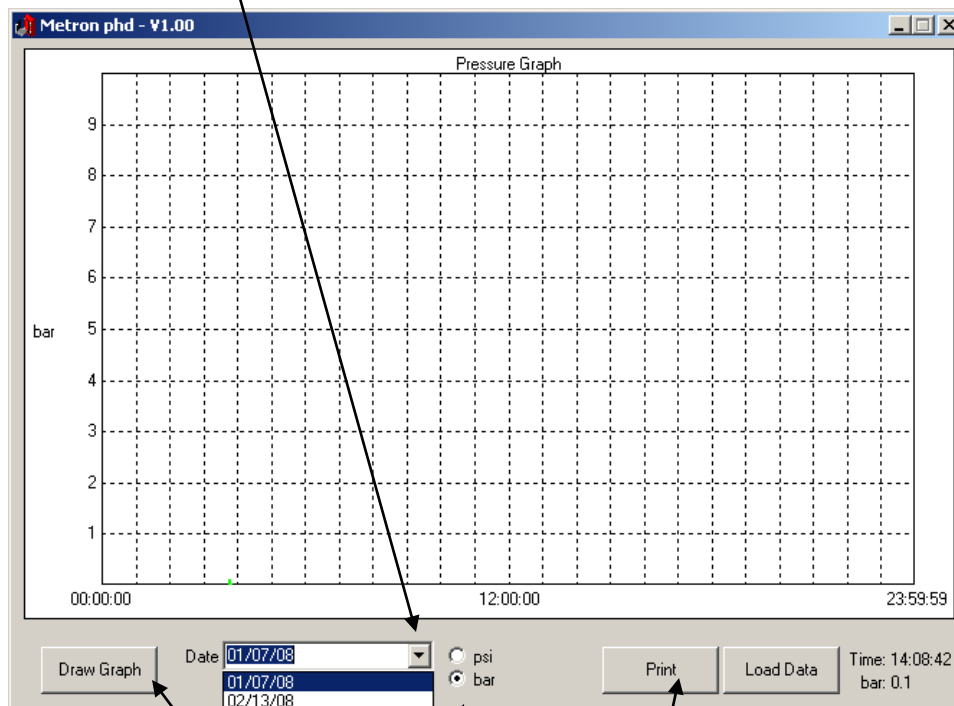 Metron phd - V1.00
Pressure Graph
9
8
7
6
bar
5
4
3
2
1
00:00:00 12:00:00 23:59:59
Draw Graph
Date 01/07/08
01/07/08
02/13/08
psi
bar
Print
Load Data
Time: 14:08:42
bar: 0.1